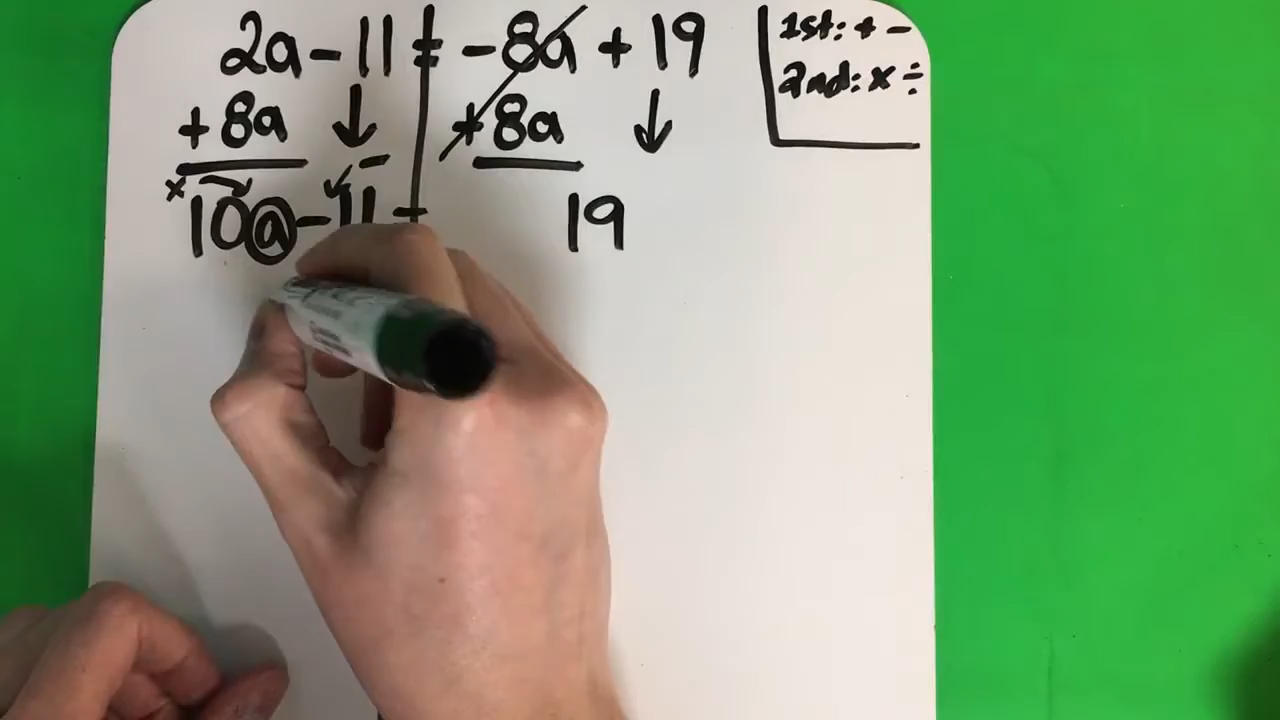 2a - 11 = -8a + 19
1st: + -
2nd: x ÷
+ 8a ↓ + 8a ↓
x -
10a - 11 = 19